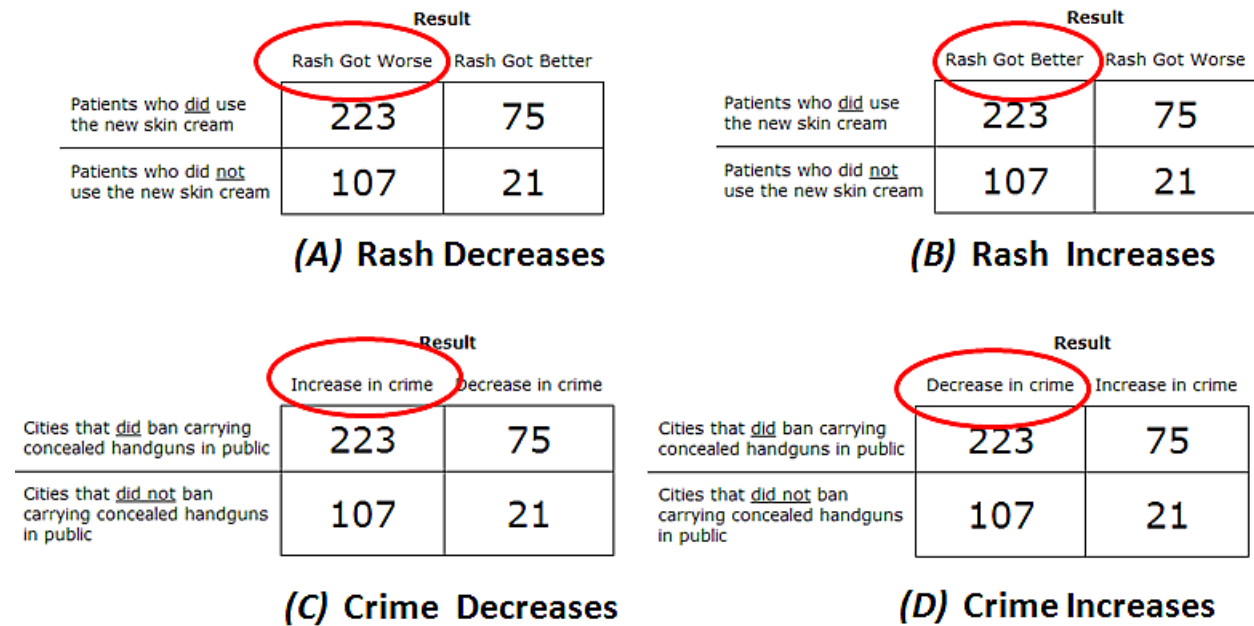 Result
Rash Got Worse Rash Got Better
Patients who did use
the new skin cream
223 75
Patients who did not
use the new skin cream
107 21
(A) Rash Decreases
Result
Rash Got Better Rash Got Worse
Patients who did use
the new skin cream
223 75
Patients who did not
use the new skin cream
107 21
(B) Rash Increases
Result
Increase in crime Decrease in crime
Cities that did ban carrying
concealed handguns in public
223 75
Cities that did not ban
carrying concealed handguns
in public
107 21
(C) Crime Decreases
Result
Decrease in crime Increase in crime
Cities that did ban carrying
concealed handguns in public
223 75
Cities that did not ban
carrying concealed handguns
in public
107 21
(D) Crime Increases